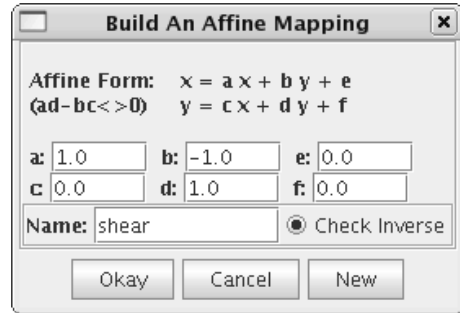 Build An Affine Mapping
Affine Form: x = a x + b y + e
(ad-bc<>0) y = c x + d y + f
a: 1.0 b: -1.0 e: 0.0
c: 0.0 d: 1.0 f: 0.0
Name: shear Check Inverse
Okay Cancel New